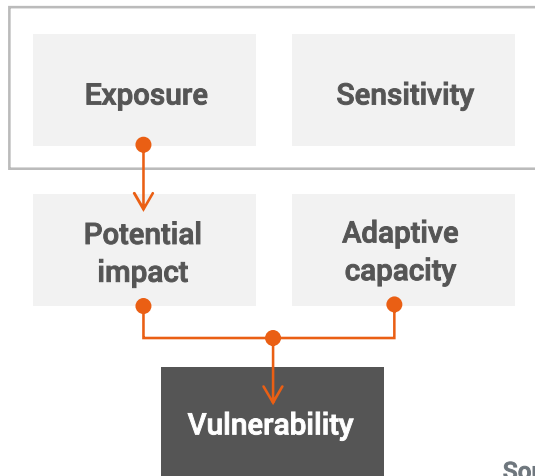 Exposure
Sensitivity
Potential
impact
Adaptive
capacity
Vulnerability